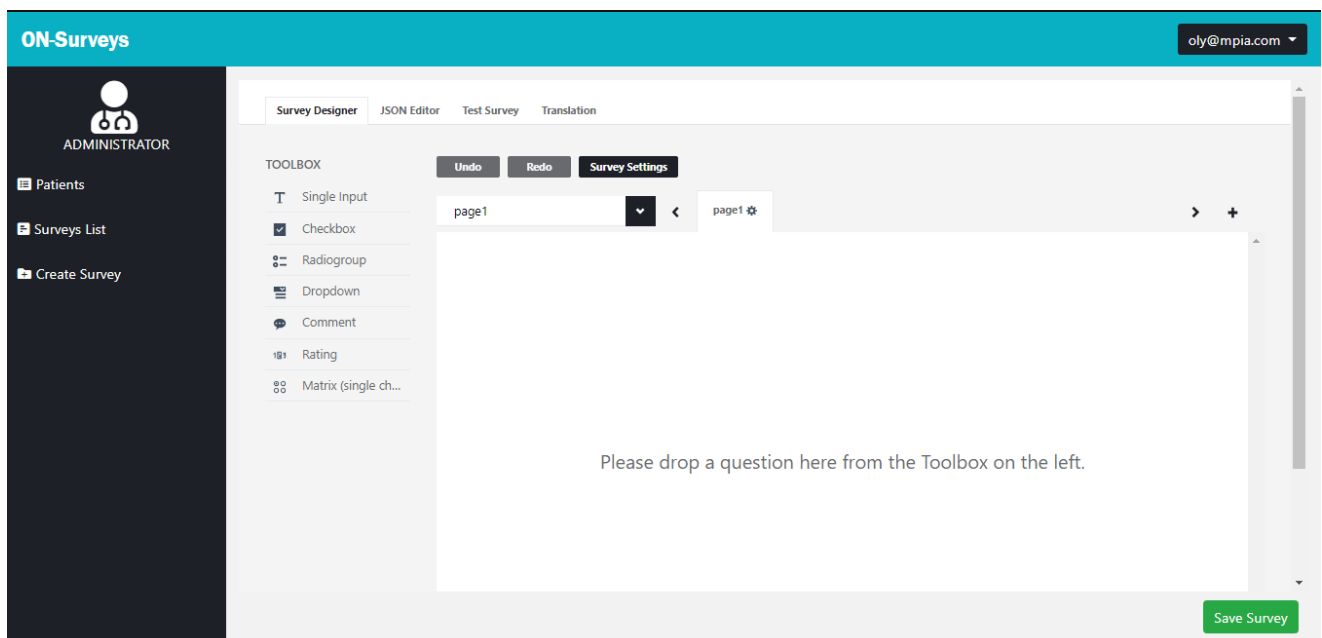 ON-Surveys
oly@mpia.com
ADMINISTRATOR
Patients
Surveys List
Create Survey
Survey Designer JSON Editor Test Survey Translation
TOOLBOX
Single Input
Checkbox
Radiogroup
Dropdown
Comment
Rating
Matrix (single ch...
Undo Redo Survey Settings
page1
page1
Please drop a question here from the Toolbox on the left.
Save Survey